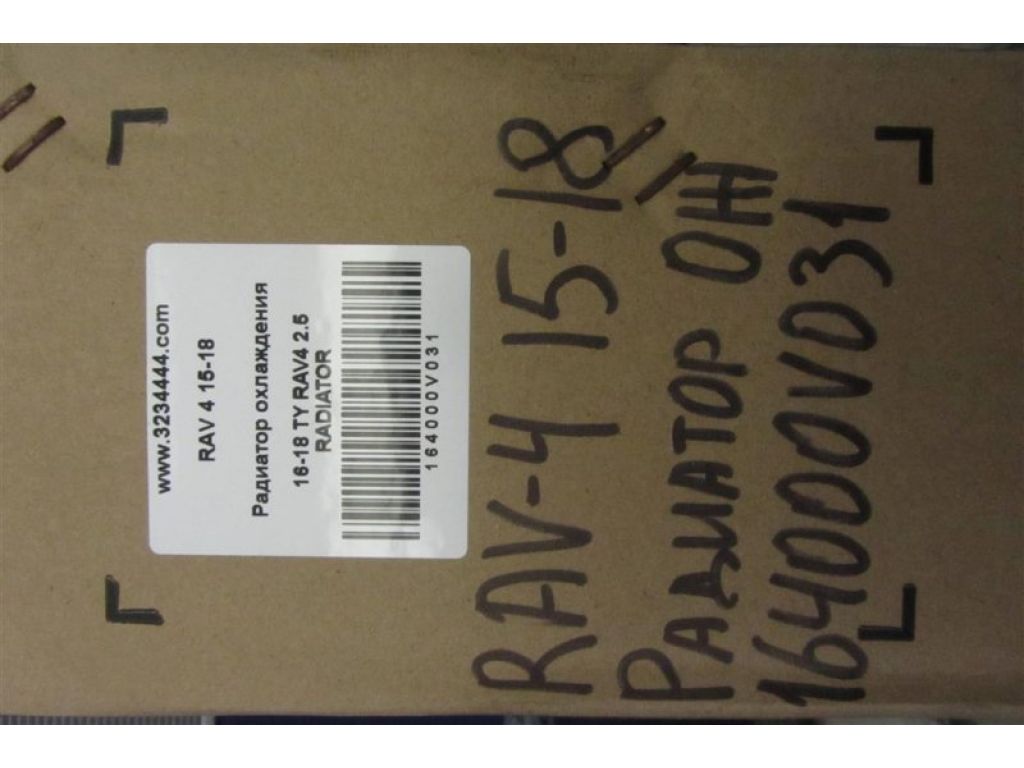 www.3234444.com
RAV 4 15-18
Радиатор охлаждения
16-18 TY RAV4 2.5
RADIATOR
164000V031
RAV-4 15-18
РАДИАТОР ОЖ
164000V031